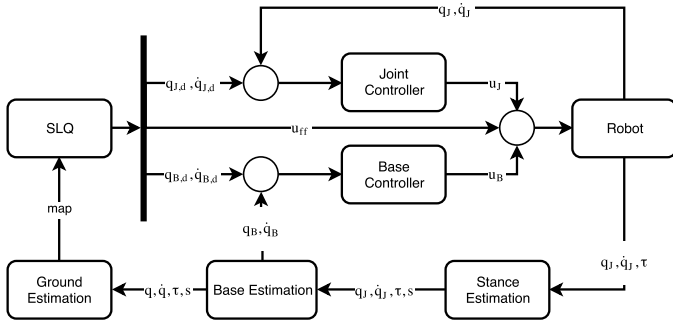 q_J, q̇_J
q_J,d, q̇_J,d
Joint
Controller
u_J
SLQ
u_ff
Robot
q_B,d, q̇_B,d
Base
Controller
u_B
map
q_B, q̇_B
q_J, q̇_J, τ
Ground
Estimation
q, q̇, τ, s
Base Estimation
q_J, q̇_J, τ, s
Stance
Estimation